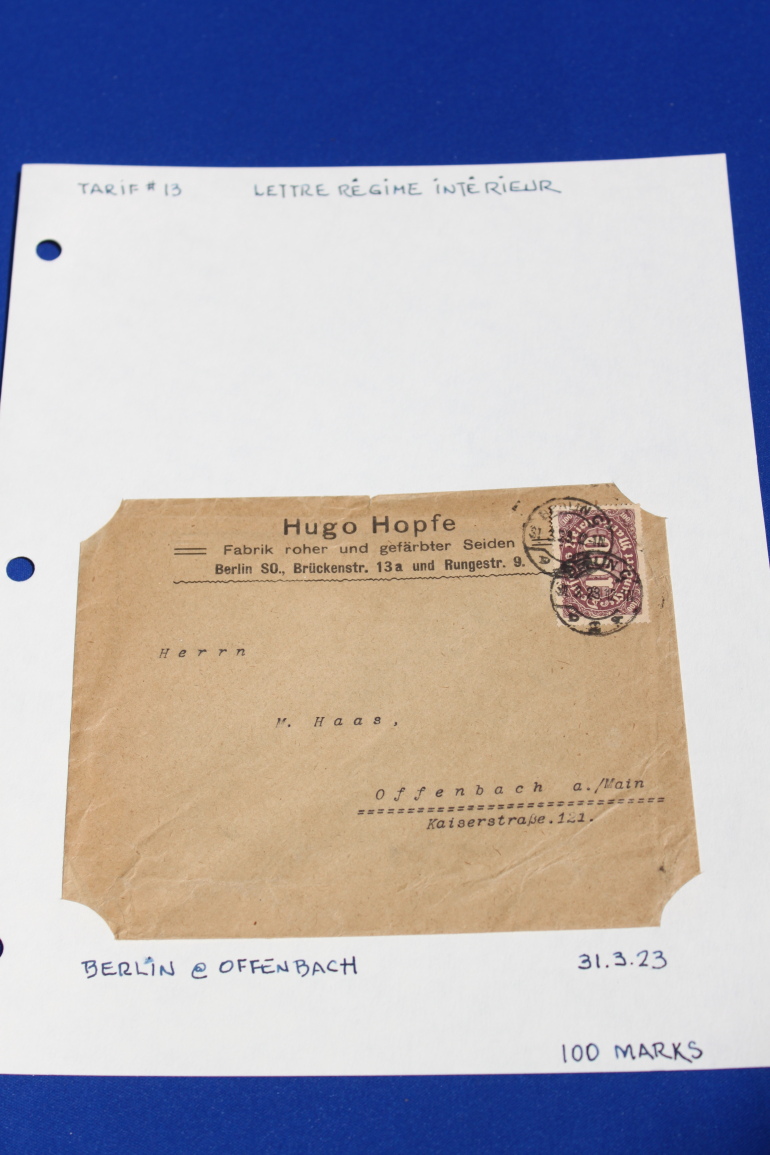 TARIF # 13 LETTRE RÉGIME INTÉRIEUR
Hugo Hopfe
Fabrik roher und gefärbter Seiden
Berlin SO., Brückenstr. 13a und Rungestr. 9.
BERLIN C
Herrn
M. Haas,
Offenbach a./Main
Kaiserstraße.121.
BERLIN @ OFFENBACH 31.3.23
100 MARKS